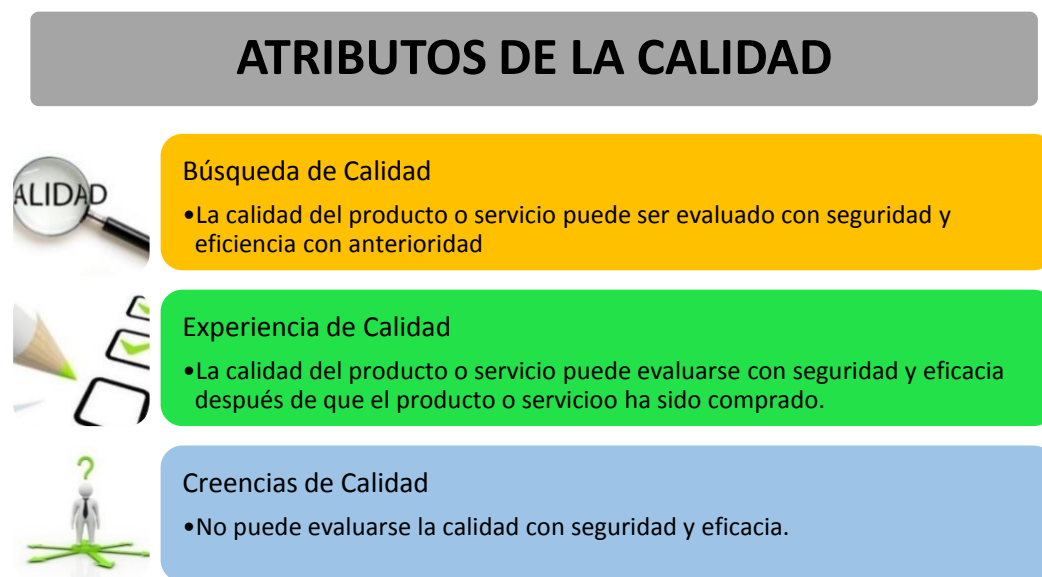 ATRIBUTOS DE LA CALIDAD
ALIDAD
Búsqueda de Calidad
•La calidad del producto o servicio puede ser evaluado con seguridad y
eficiencia con anterioridad
Experiencia de Calidad
•La calidad del producto o servicio puede evaluarse con seguridad y eficacia
después de que el producto o servicioo ha sido comprado.
?
Creencias de Calidad
•No puede evaluarse la calidad con seguridad y eficacia.